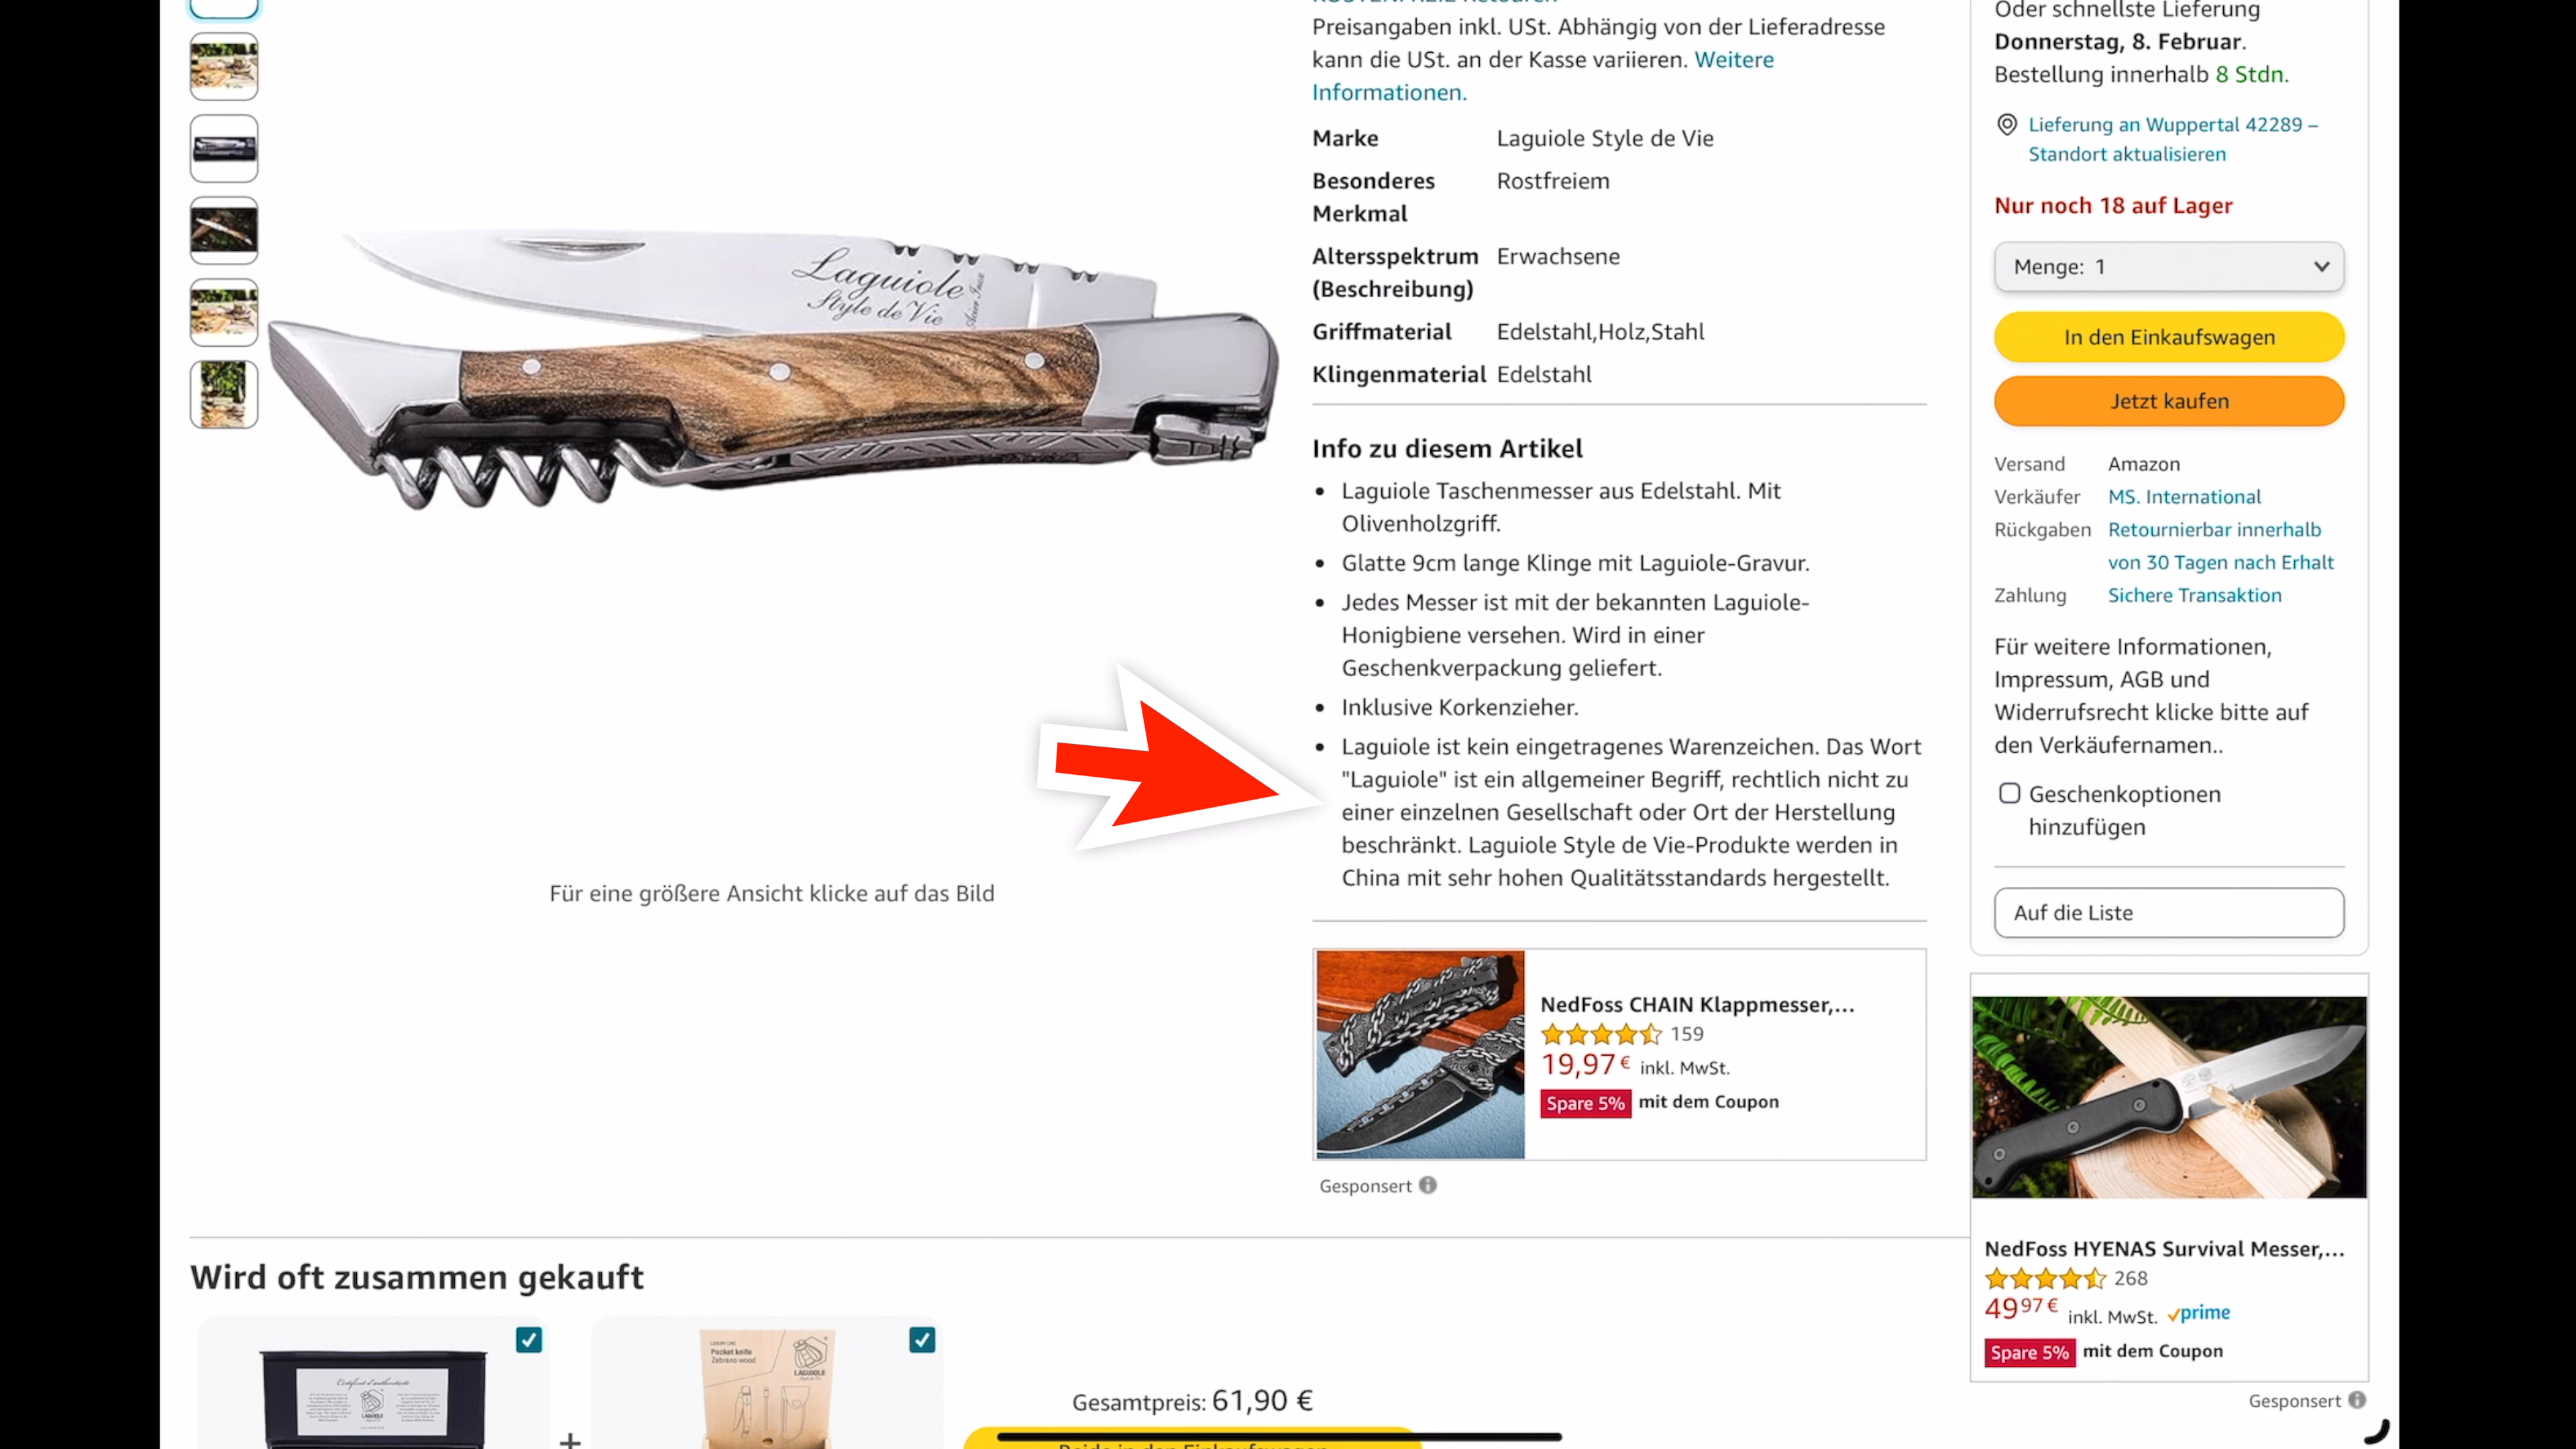 Preisangaben inkl. USt. Abhängig von der Lieferadresse
kann die USt. an der Kasse variieren. Weitere
Informationen.
Marke Laguiole Style de Vie
Besonderes Rostfreiem
Merkmal
Altersspektrum Erwachsene
(Beschreibung)
Griffmaterial Edelstahl,Holz,Stahl
Klingenmaterial Edelstahl
Laguiole
Style de Vie
Info zu diesem Artikel
• Laguiole Taschenmesser aus Edelstahl. Mit
Olivenholzgriff.
• Glatte 9cm lange Klinge mit Laguiole-Gravur.
• Jedes Messer ist mit der bekannten Laguiole-
Honigbiene versehen. Wird in einer
Geschenkverpackung geliefert.
• Inklusive Korkenzieher.
• Laguiole ist kein eingetragenes Warenzeichen. Das Wort
"Laguiole" ist ein allgemeiner Begriff, rechtlich nicht zu
einer einzelnen Gesellschaft oder Ort der Herstellung
beschränkt. Laguiole Style de Vie-Produkte werden in
China mit sehr hohen Qualitätsstandards hergestellt.
Für eine größere Ansicht klicke auf das Bild
NedFoss CHAIN Klappmesser,...
159
19,97 € inkl. MwSt.
Spare 5% mit dem Coupon
Gesponsert
Oder schnellste Lieferung
Donnerstag, 8. Februar.
Bestellung innerhalb 8 Stdn.
Lieferung an Wuppertal 42289 –
Standort aktualisieren
Nur noch 18 auf Lager
Menge: 1
In den Einkaufswagen
Jetzt kaufen
Versand Amazon
Verkäufer MS. International
Rückgaben Retournierbar innerhalb
von 30 Tagen nach Erhalt
Zahlung Sichere Transaktion
Für weitere Informationen,
Impressum, AGB und
Widerrufsrecht klicke bitte auf
den Verkäufernamen..
Geschenkoptionen
hinzufügen
Auf die Liste
NedFoss HYENAS Survival Messer,...
268
49 97 € inkl. MwSt. prime
Spare 5% mit dem Coupon
Gesponsert
Wird oft zusammen gekauft
Certificat d'authenticité
LAGUIOLE
+
Pocket knife
Zebrano wood
LAGUIOLE
Gesamtpreis: 61,90 €